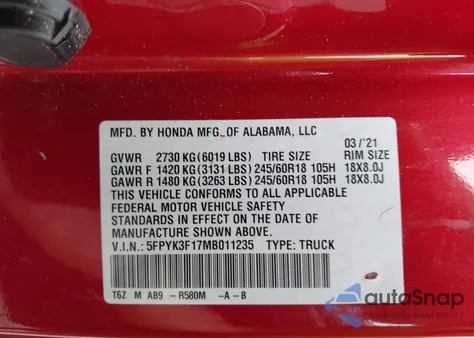 MFD. BY HONDA MFG. OF ALABAMA, LLC
03/'21
GVWR 2730 KG (6019 LBS) TIRE SIZE RIM SIZE
GAWR F 1420 KG (3131 LBS) 245/60R18 105H 18X8.0J
GAWR R 1480 KG (3263 LBS) 245/60R18 105H 18X8.0J
THIS VEHICLE CONFORMS TO ALL APPLICABLE
FEDERAL MOTOR VEHICLE SAFETY
STANDARDS IN EFFECT ON THE DATE OF
MANUFACTURE SHOWN ABOVE.
V.I.N.: 5FPYK3F17MB011235 TYPE: TRUCK
T6Z M AB9 -R580M -A-B
autoSnap